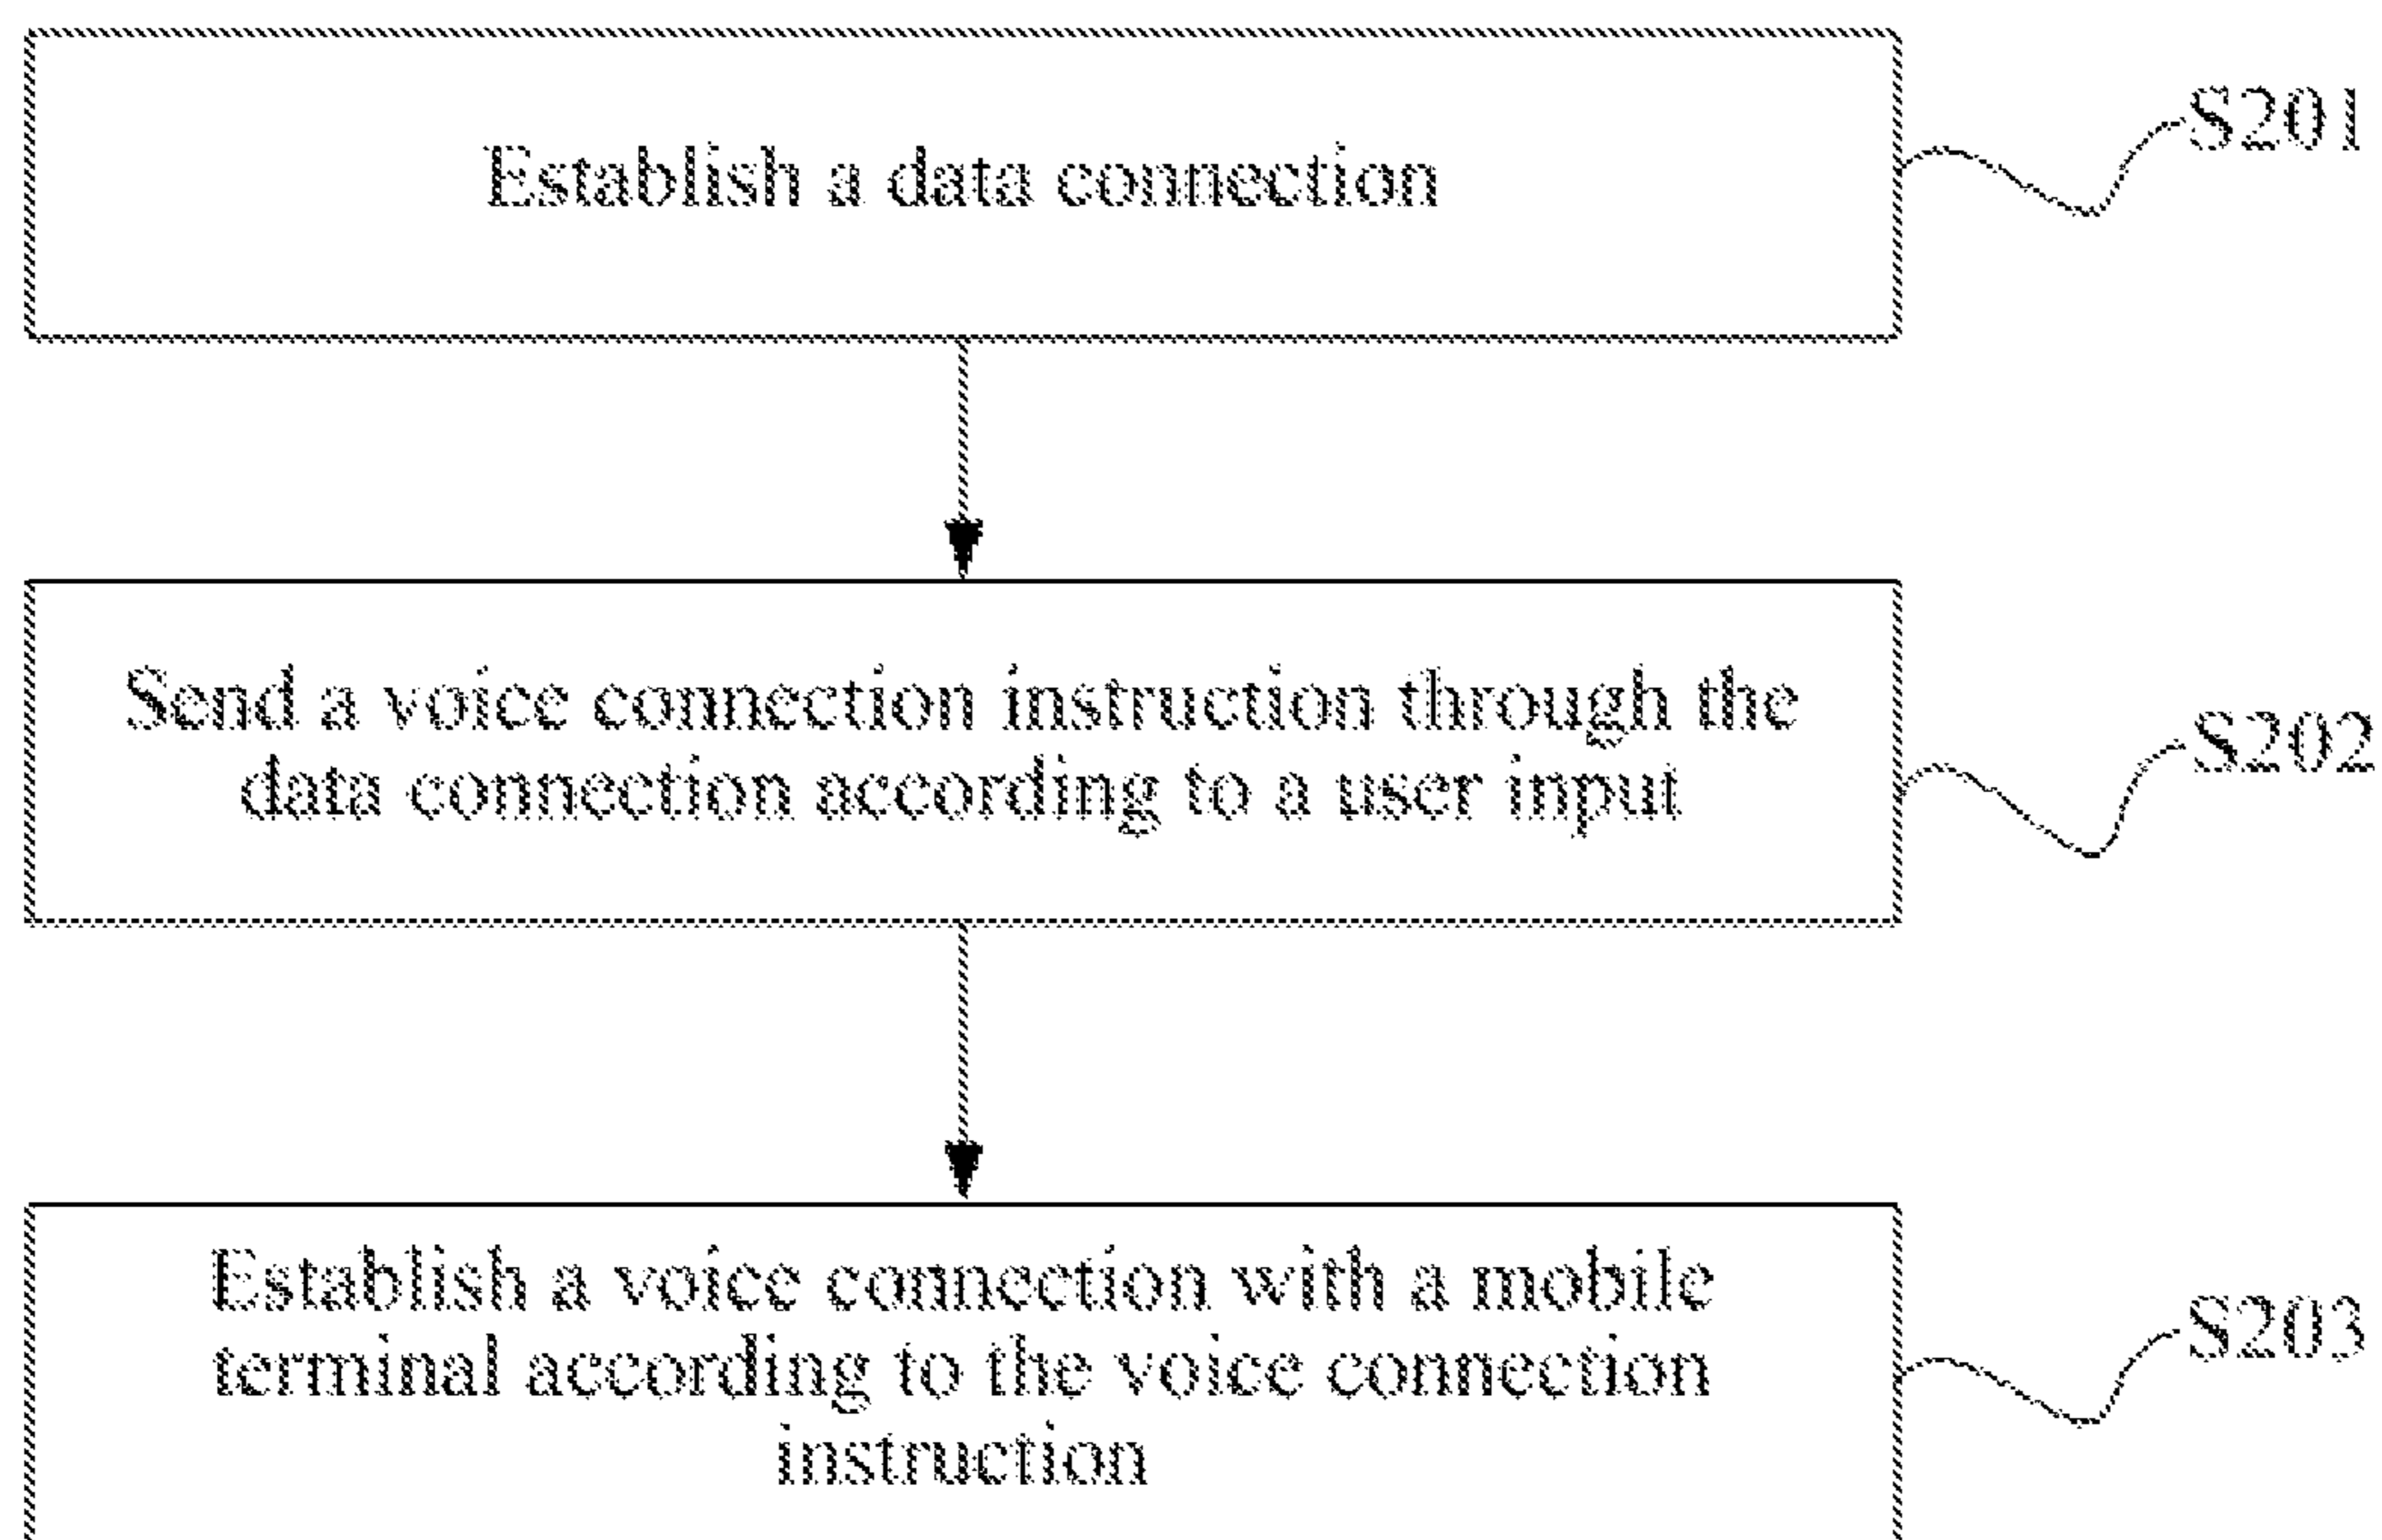 Establish a data connection
S201
Send a voice connection instruction through the
data connection according to a user input
S202
Establish a voice connection with a mobile
terminal according to the voice connection
instruction
S203